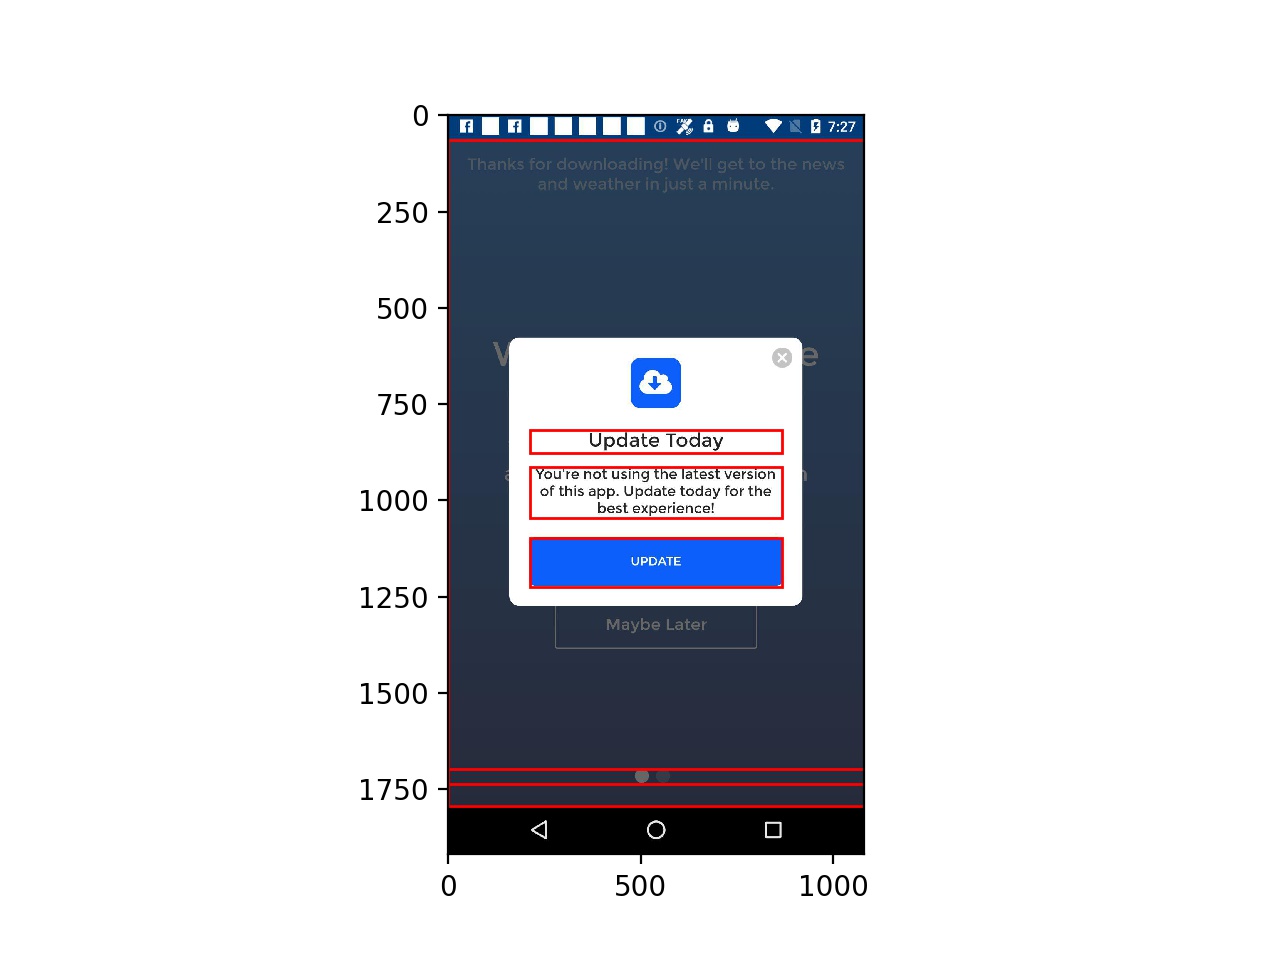 0
250
500
750
1000
1250
1500
1750
7:27
Thanks for downloading! We'll get to the news
and weather in just a minute.
Update Today
You're not using the latest version
of this app. Update today for the
best experience!
UPDATE
Maybe Later
0
500
1000